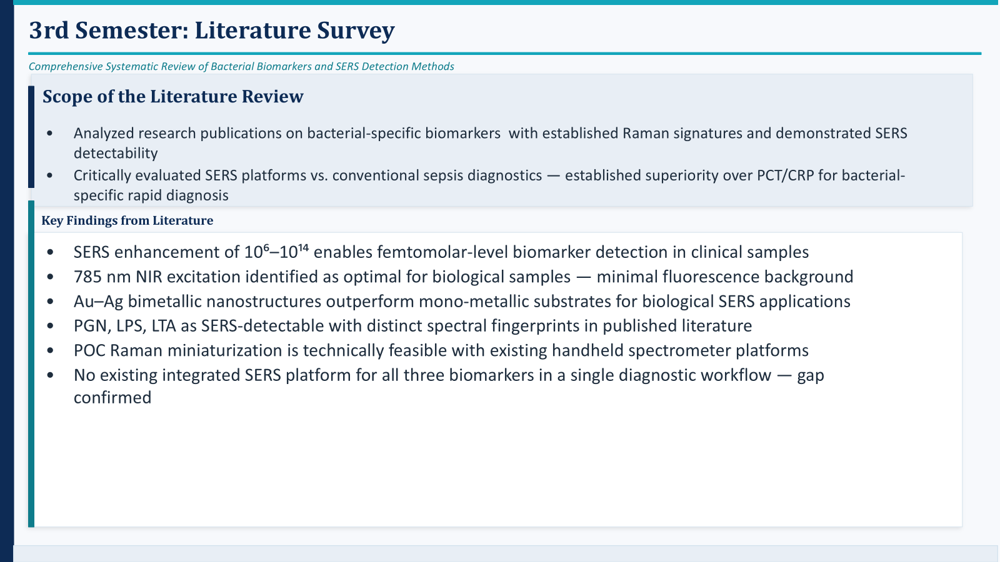 3rd Semester: Literature Survey
Comprehensive Systematic Review of Bacterial Biomarkers and SERS Detection Methods
Scope of the Literature Review
• Analyzed research publications on bacterial-specific biomarkers  with established Raman signatures and demonstrated SERS
detectability
• Critically evaluated SERS platforms vs. conventional sepsis diagnostics — established superiority over PCT/CRP for bacterial-
specific rapid diagnosis
Key Findings from Literature
• SERS enhancement of 10⁶–10¹⁴ enables femtomolar-level biomarker detection in clinical samples
• 785 nm NIR excitation identified as optimal for biological samples — minimal fluorescence background
• Au–Ag bimetallic nanostructures outperform mono-metallic substrates for biological SERS applications
• PGN, LPS, LTA as SERS-detectable with distinct spectral fingerprints in published literature
• POC Raman miniaturization is technically feasible with existing handheld spectrometer platforms
• No existing integrated SERS platform for all three biomarkers in a single diagnostic workflow — gap
confirmed